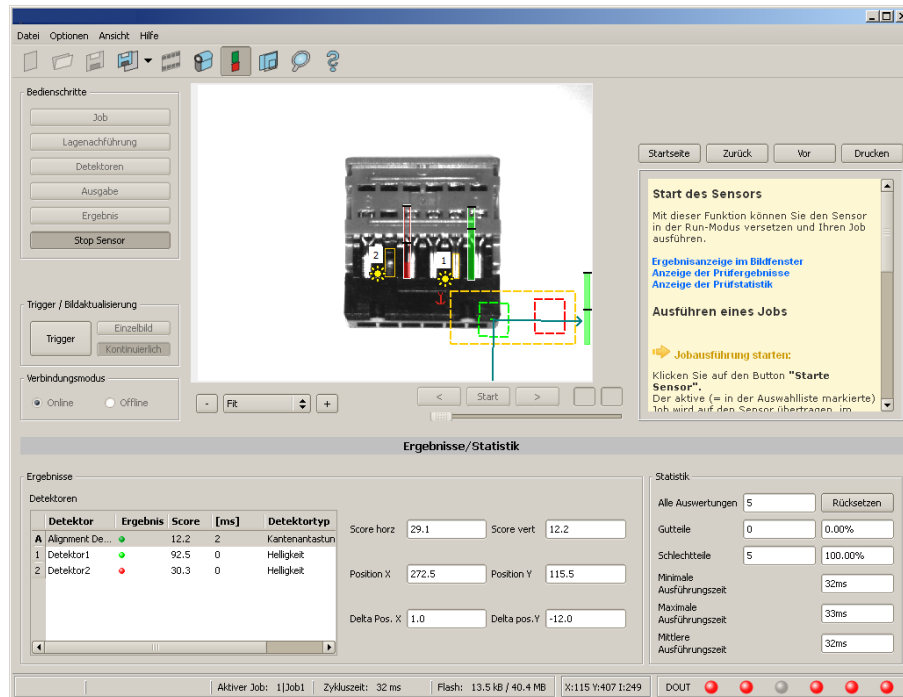 Datei Optionen Ansicht Hilfe
Bedienschritte
Job
Lagenachführung
Detektoren
Ausgabe
Ergebnis
Stop Sensor
Trigger / Bildaktualisierung
Trigger
Einzelbild
Kontinuierlich
Verbindungsmodus
Online Offline
2
1
- Fit +
< Start >
Startseite Zurück Vor Drucken
Start des Sensors
Mit dieser Funktion können Sie den Sensor
in der Run-Modus versetzen und Ihren Job
ausführen.
Ergebnisanzeige im Bildfenster
Anzeige der Prüfergebnisse
Anzeige der Prüfstatistik
Ausführen eines Jobs
Jobausführung starten:
Klicken Sie auf den Button "Starte
Sensor".
Der aktive (= in der Auswahlliste markierte)
Job wird auf den Sensor übertragen, im
Ergebnisse/Statistik
Ergebnisse
Detektoren
Detektor Ergebnis Score [ms] Detektortyp
A Alignment De... 12.2 2 Kantenantastun
1 Detektor1 92.5 0 Helligkeit
2 Detektor2 30.3 0 Helligkeit
Score horz 29.1 Score vert 12.2
Position X 272.5 Position Y 115.5
Delta Pos. X 1.0 Delta pos.Y -12.0
Statistik
Alle Auswertungen 5 Rücksetzen
Gutteile 0 0.00%
Schlechtteile 5 100.00%
Minimale
Ausführungszeit 32ms
Maximale
Ausführungszeit 33ms
Mittlere
Ausführungszeit 32ms
Aktiver Job: 1|Job1 Zykluszeit: 32 ms Flash: 13.5 kB / 40.4 MB X:115 Y:407 I:249 DOUT